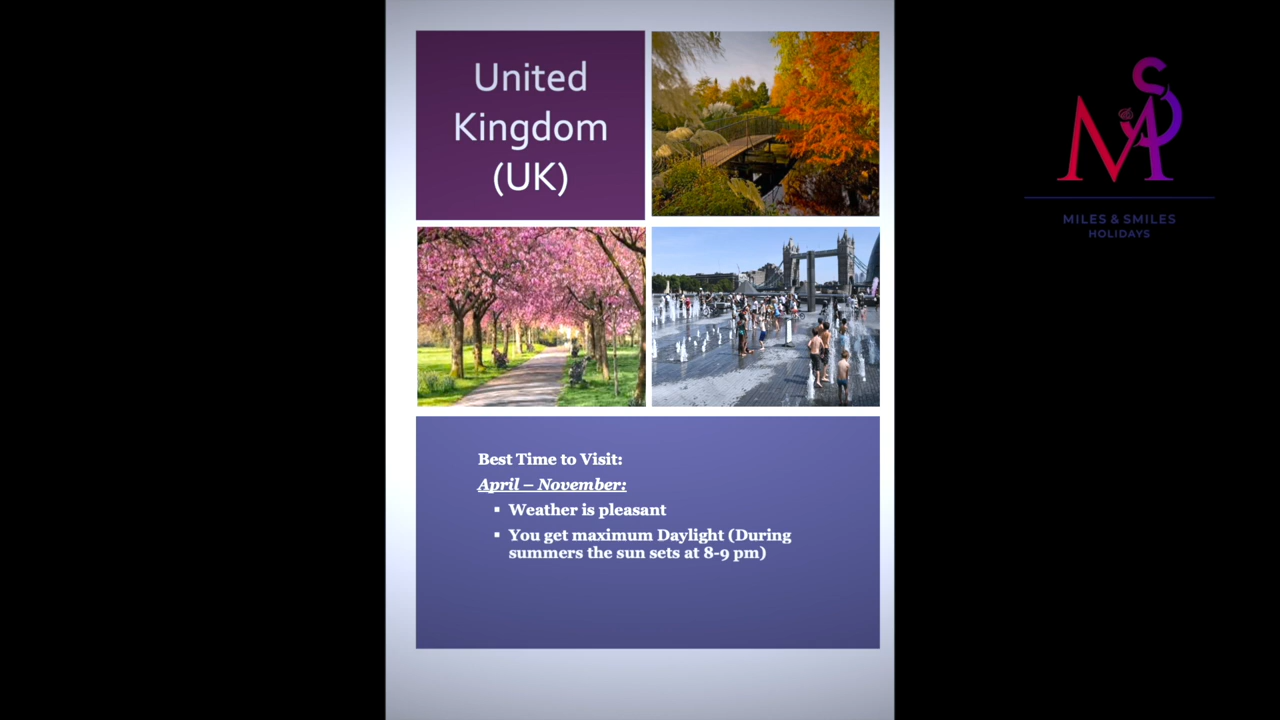 United
Kingdom
(UK)
MILES & SMILES
HOLIDAYS
Best Time to Visit:
April – November:
▪ Weather is pleasant
▪ You get maximum Daylight (During
summers the sun sets at 8-9 pm)